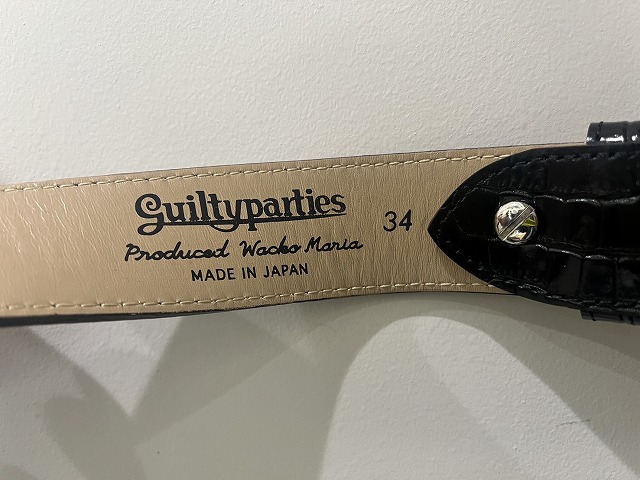 Guiltyparties
Produced Wacko Maria
34
MADE IN JAPAN